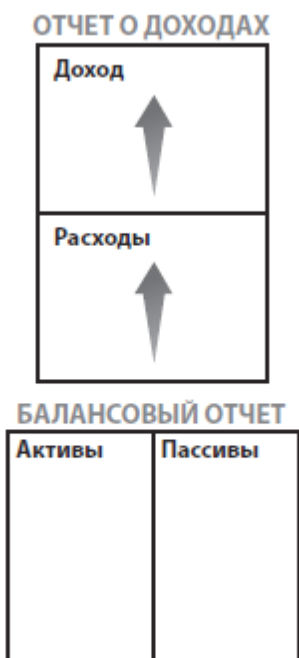 ОТЧЕТ О ДОХОДАХ
Доход
Расходы
БАЛАНСОВЫЙ ОТЧЕТ
Активы Пассивы